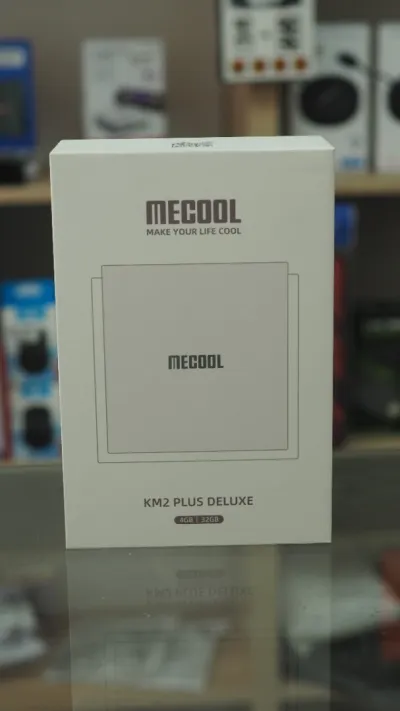 MECOOL
MAKE YOUR LIFE COOL
MECOOL
KM2 PLUS DELUXE
4GB | 32GB